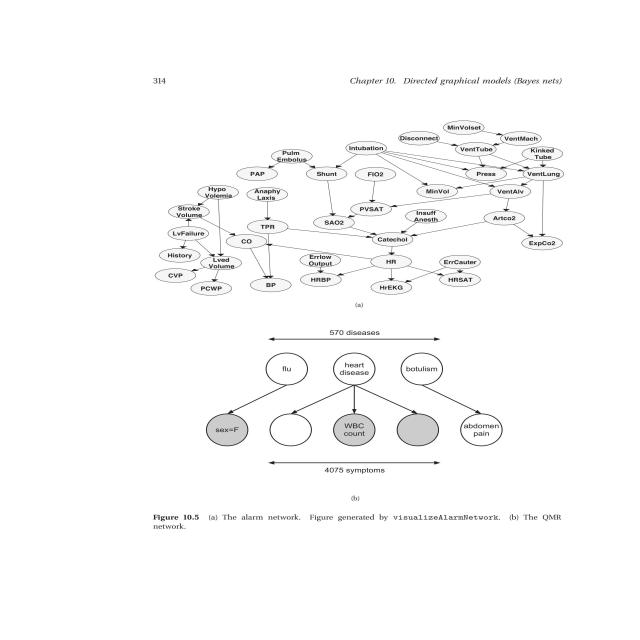 314
Chapter 10. Directed graphical models (Bayes nets)
MinVolset
Disconnect
VentMach
Pulm
Embolus
Intubation
VentTube
Kinked
Tube
PAP
Shunt
FIO2
Press
VentLung
Hypo
Volemia
Anaphy
Laxis
MinVol
VentAlv
Stroke
Volume
PVSAT
Insuff
Anesth
Artco2
TPR
SAO2
LvFailure
CO
Catechol
ExpCo2
History
Lved
Volume
Errlow
Output
HR
ErrCauter
CVP
PCWP
BP
HRBP
HrEKG
HRSAT
(a)
570 diseases
flu
heart
disease
botulism
sex=F
WBC
count
abdomen
pain
4075 symptoms
(b)
Figure 10.5 (a) The alarm network. Figure generated by visualizeAlarmNetwork. (b) The QMR
network.